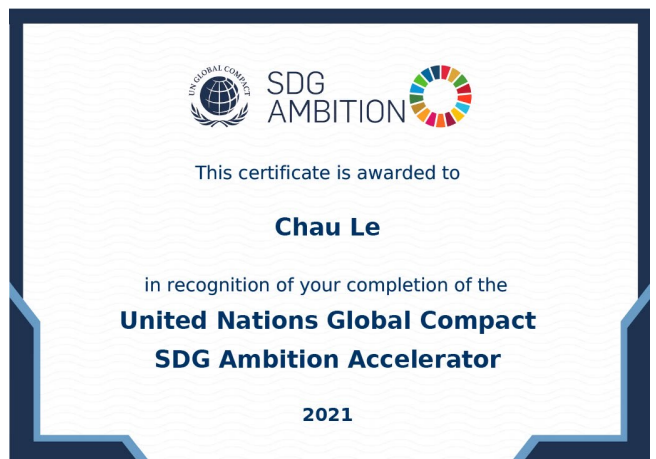 UN GLOBAL COMPACT
SDG
AMBITION
This certificate is awarded to
Chau Le
in recognition of your completion of the
United Nations Global Compact
SDG Ambition Accelerator
2021